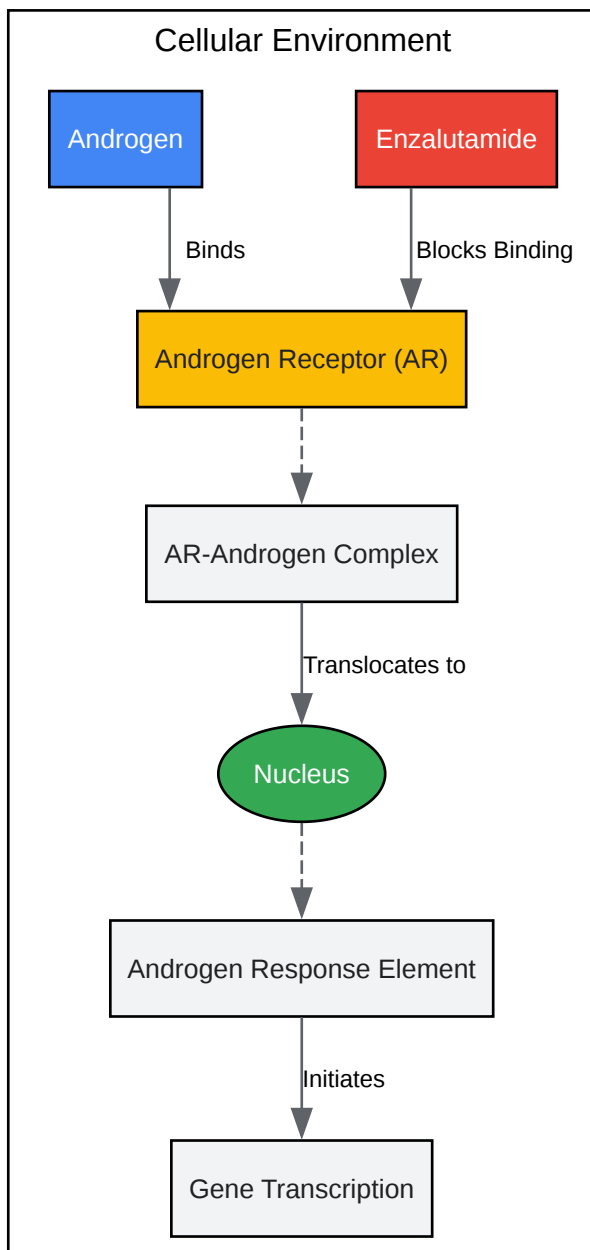 Cellular Environment
Androgen
Enzalutamide
Binds
Blocks Binding
Androgen Receptor (AR)
AR-Androgen Complex
Translocates to
Nucleus
Androgen Response Element
Initiates
Gene Transcription